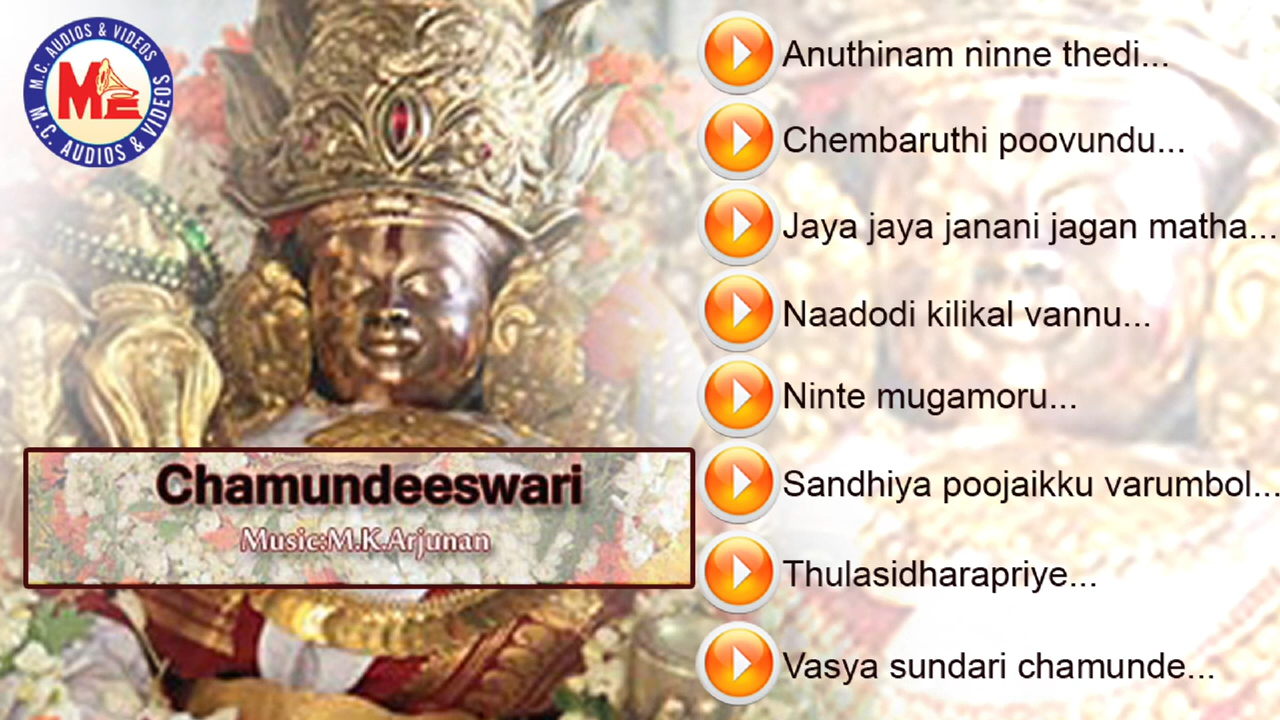 M.C. AUDIOS & VIDEOS
MC
M.C. AUDIOS & VIDEOS
Chamundeeswari
Music:M.K.Arjunan
Anuthinam ninne thedi...
Chembaruthi poovundu...
Jaya jaya janani jagan matha...
Naadodi kilikal vannu...
Ninte mugamoru...
Sandhiya poojaikku varumbol...
Thulasidharapriye...
Vasya sundari chamunde...